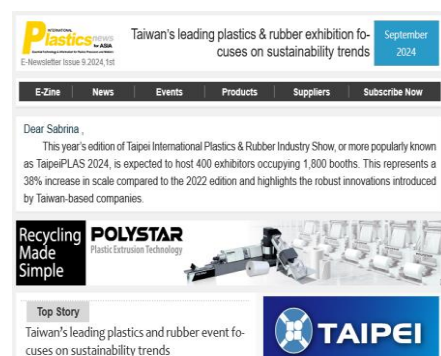 INTERNATIONAL
Plastics news
for ASIA
E-Newsletter Issue 9.2024,1st
Taiwan's leading plastics & rubber exhibition fo-
cuses on sustainability trends
September
2024
E-Zine
News
Events
Products
Suppliers
Subscribe Now
Dear Sabrina ,
This year's edition of Taipei International Plastics & Rubber Industry Show, or more popularly known
as TaipeiPLAS 2024, is expected to host 400 exhibitors occupying 1,800 booths. This represents a
38% increase in scale compared to the 2022 edition and highlights the robust innovations introduced
by Taiwan-based companies.
Recycling
Made
Simple
POLYSTAR
Plastic Extrusion Technology
Top Story
Taiwan's leading plastics and rubber event fo-
cuses on sustainability trends
TAIPEI